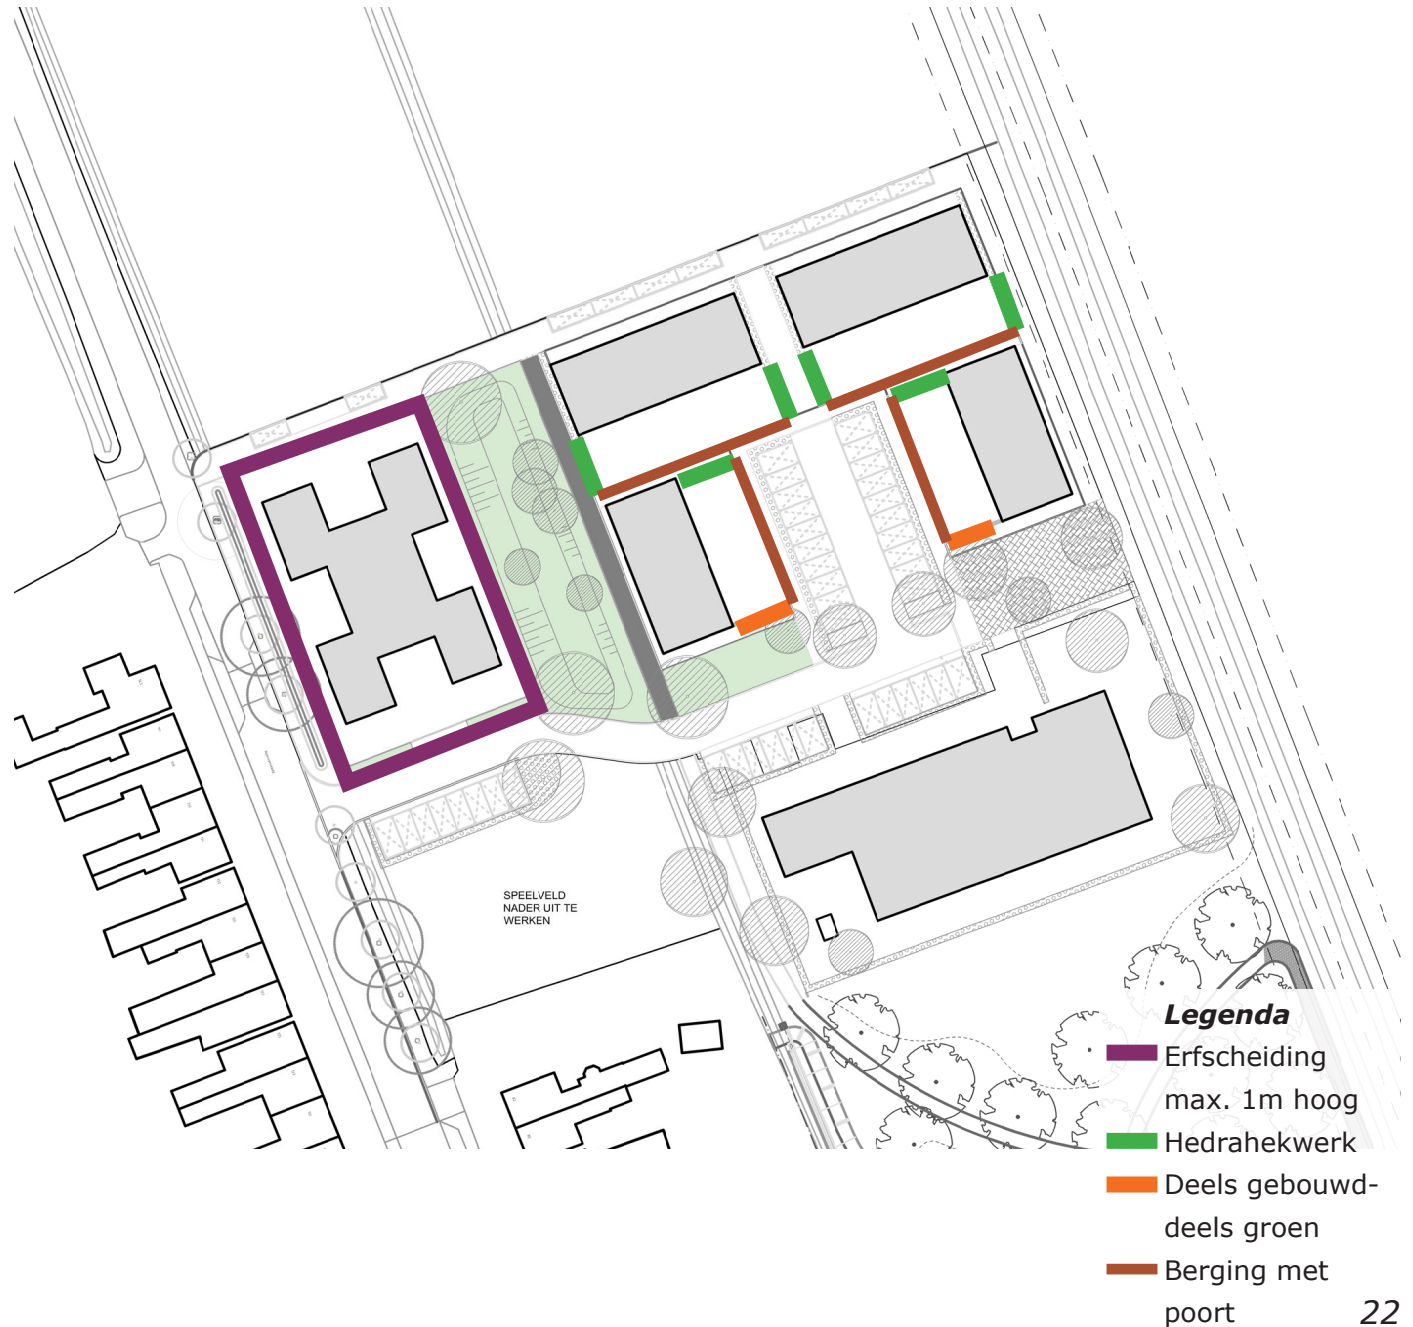 SPEELVELD
NADER UIT TE
WERKEN
Legenda
Erfscheiding
max. 1m hoog
Hedrahekwerk
Deels gebouwd-
deels groen
Berging met
poort
22